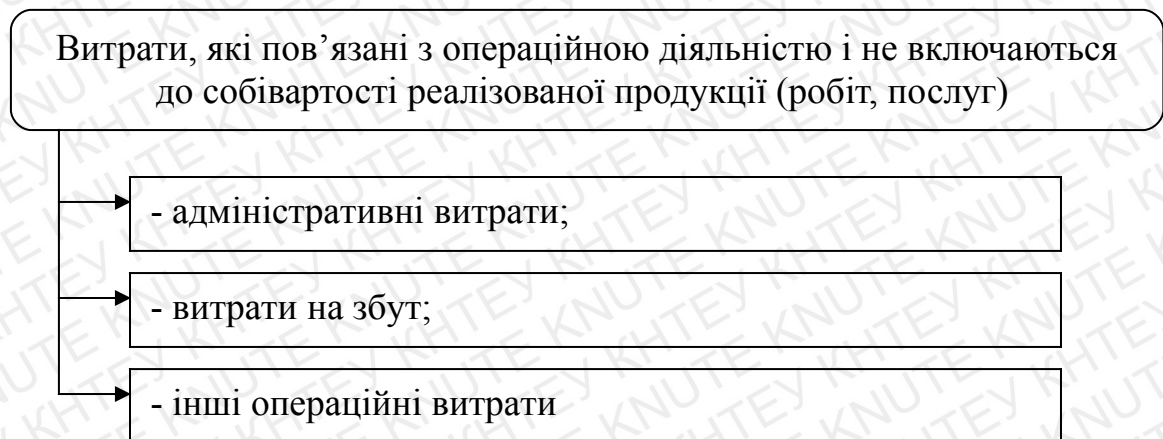 Витрати, які пов’язані з операційною діяльністю і не включаються
до собівартості реалізованої продукції (робіт, послуг)
- адміністративні витрати;
- витрати на збут;
- інші операційні витрати